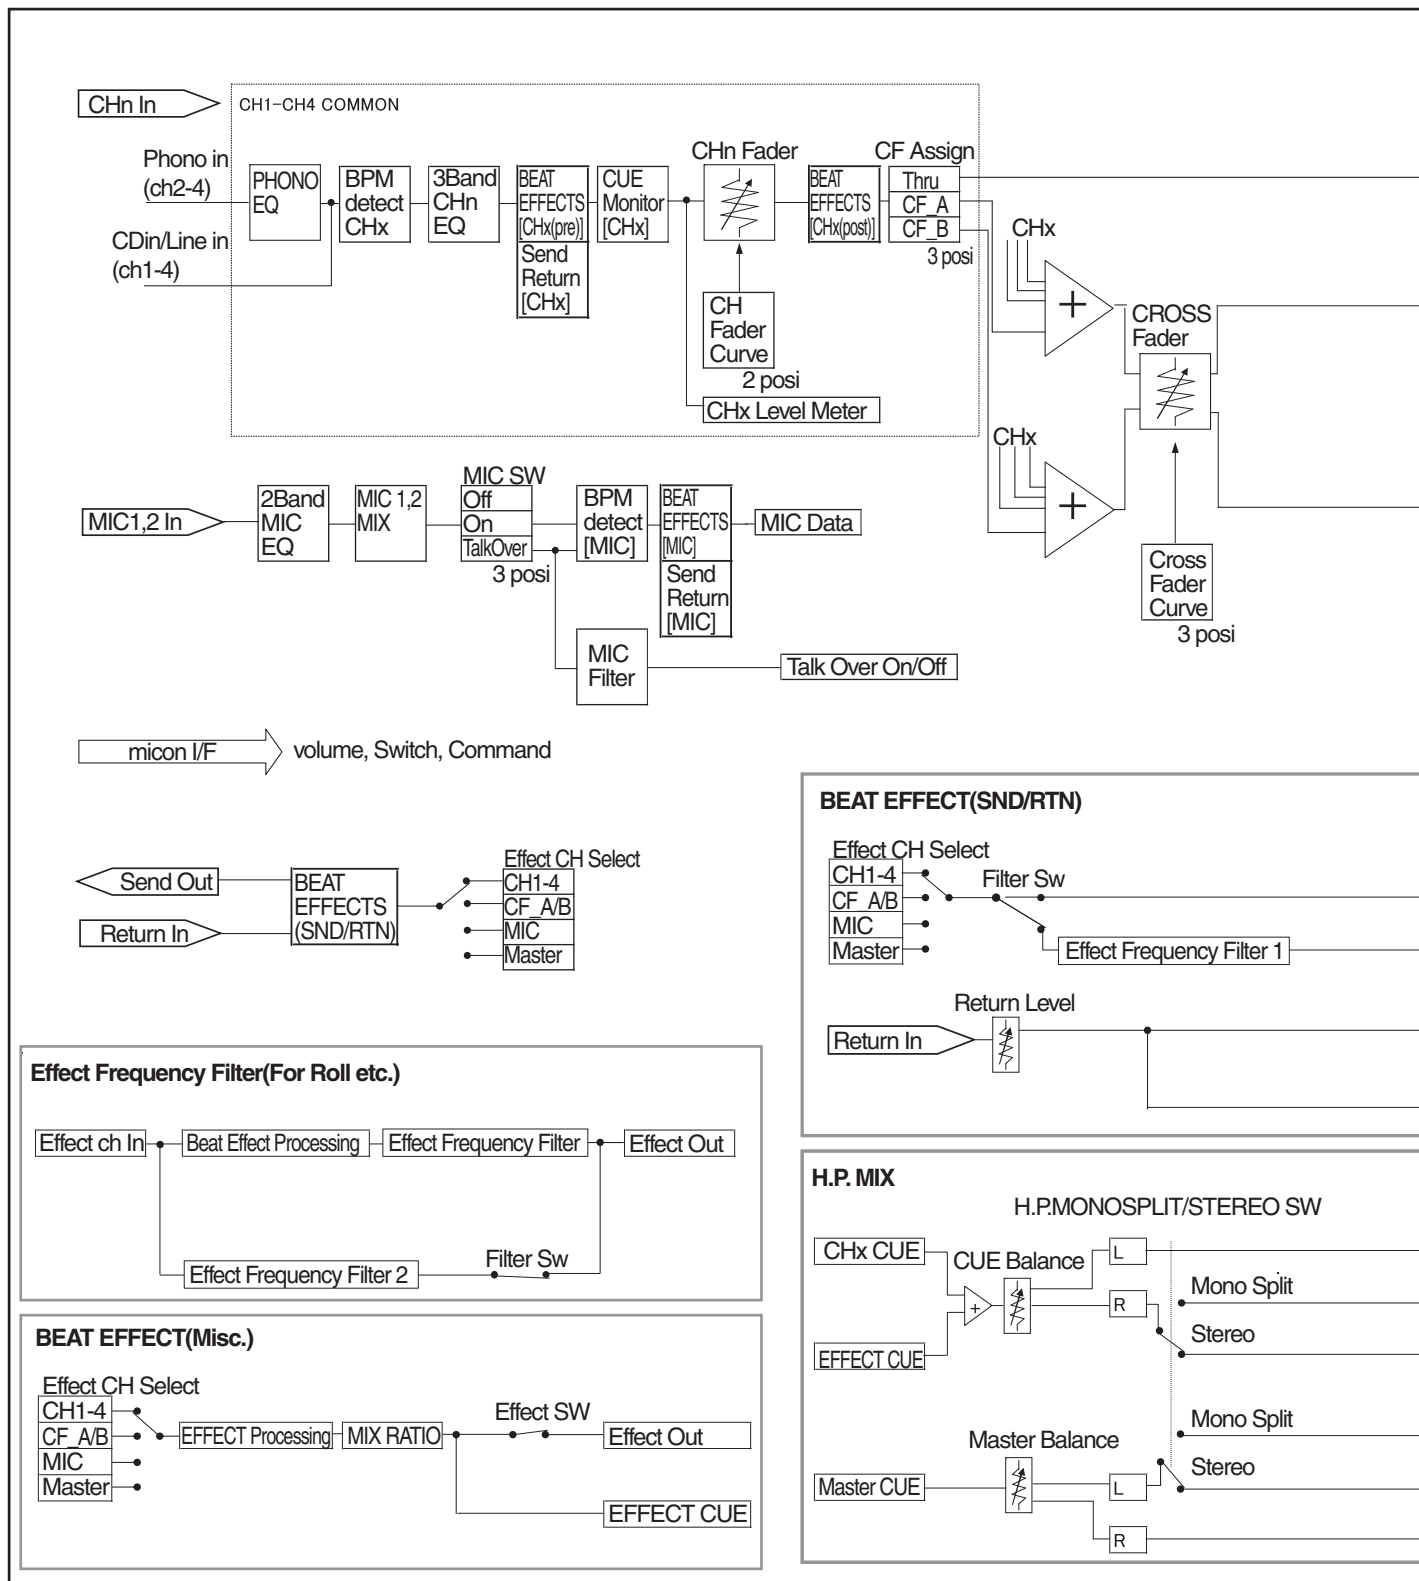 CHn In
CH1-CH4 COMMON
Phono in
(ch2-4)
CDin/Line in
(ch1-4)
PHONO
EQ
BPM
detect
CHx
3Band
CHn
EQ
BEAT
EFFECTS
[CHx(pre)]
Send
Return
[CHx]
CUE
Monitor
[CHx]
CHn Fader
CH
Fader
Curve
2 posi
CHx Level Meter
BEAT
EFFECTS
[CHx(post)]
CF Assign
Thru
CF_A
CF_B
3 posi
CHx
+
CROSS
Fader
CHx
+
Cross
Fader
Curve
3 posi
MIC1,2 In
2Band
MIC
EQ
MIC 1,2
MIX
MIC SW
Off
On
TalkOver
3 posi
BPM
detect
[MIC]
BEAT
EFFECTS
[MIC]
Send
Return
[MIC]
MIC Data
MIC
Filter
Talk Over On/Off
micon I/F
volume, Switch, Command
Send Out
Return In
BEAT
EFFECTS
(SND/RTN)
Effect CH Select
CH1-4
CF_A/B
MIC
Master
BEAT EFFECT(SND/RTN)
Effect CH Select
CH1-4
CF_A/B
MIC
Master
Filter Sw
Effect Frequency Filter 1
Return Level
Return In
Effect Frequency Filter(For Roll etc.)
Effect ch In
Beat Effect Processing
Effect Frequency Filter
Effect Out
Effect Frequency Filter 2
Filter Sw
BEAT EFFECT(Misc.)
Effect CH Select
CH1-4
CF_A/B
MIC
Master
EFFECT Processing
MIX RATIO
Effect SW
Effect Out
EFFECT CUE
H.P. MIX
H.P.MONOSPLIT/STEREO SW
CHx CUE
EFFECT CUE
+
CUE Balance
L
R
Mono Split
Stereo
Master CUE
Master Balance
L
R
Mono Split
Stereo